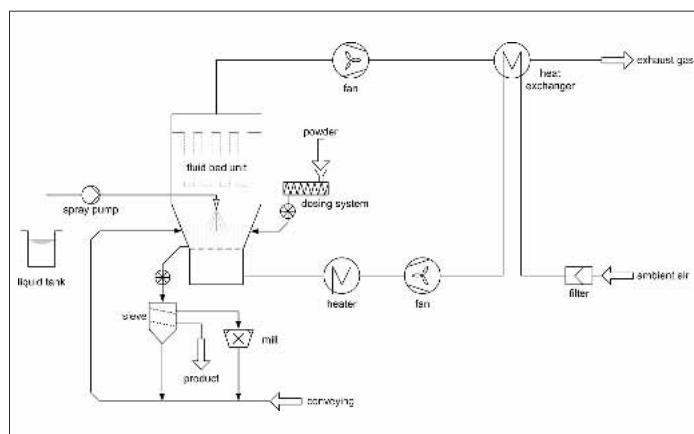 exhaust gas
fan
heat
exchanger
powder
fluid bed unit
dosing system
spray pump
liquid tank
heater
fan
filter
ambient air
sieve
mill
product
conveying